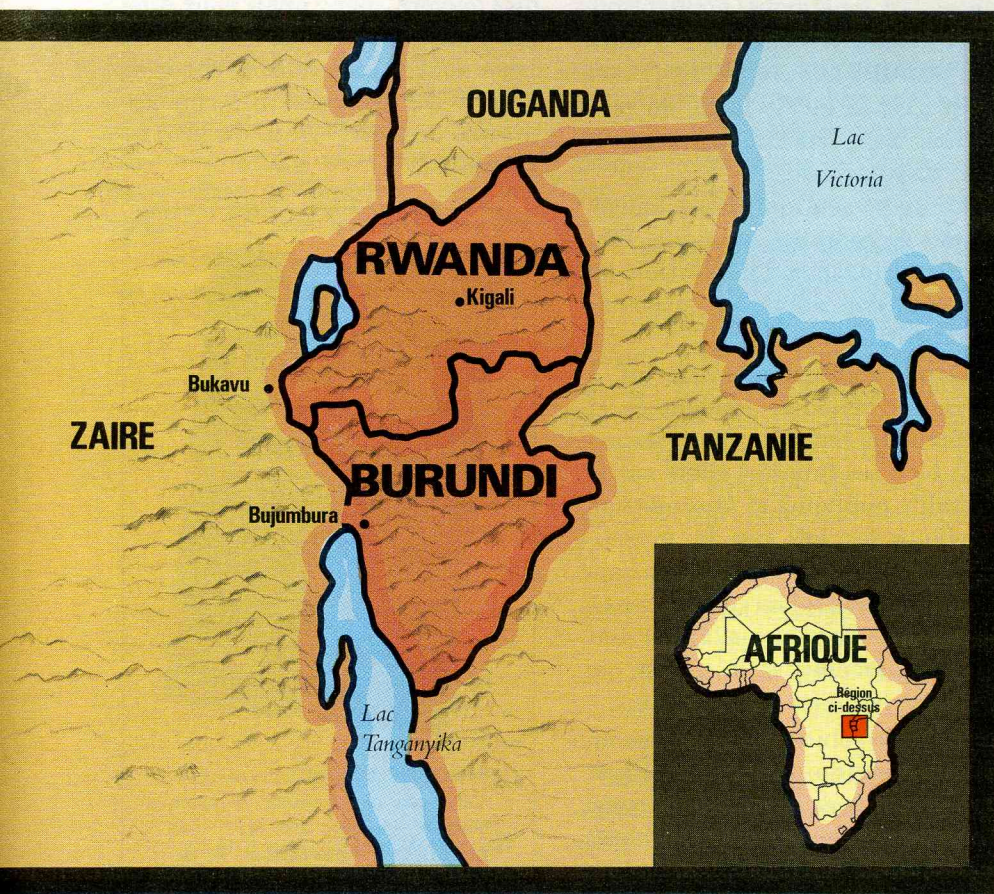 OUGANDA
Lac
Victoria
RWANDA
Kigali
Bukavu
ZAIRE
TANZANIE
BURUNDI
Bujumbura
AFRIQUE
Région
ci-dessus
Lac
Tanganyika